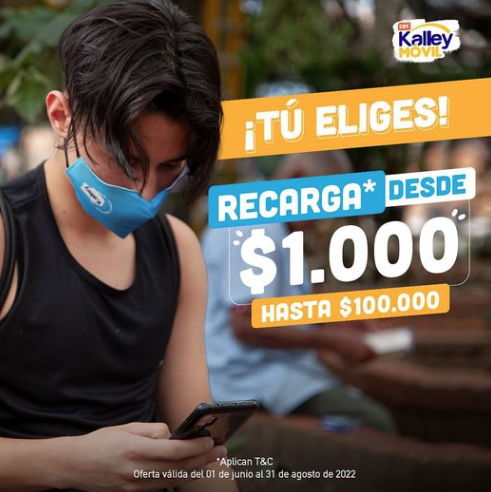 Kalley
MÓVIL
¡TÚ ELIGES!
RECARGA* DESDE
$1.000
HASTA $100.000
*Aplican T&C
Oferta válida del 01 de junio al 31 de agosto de 2022